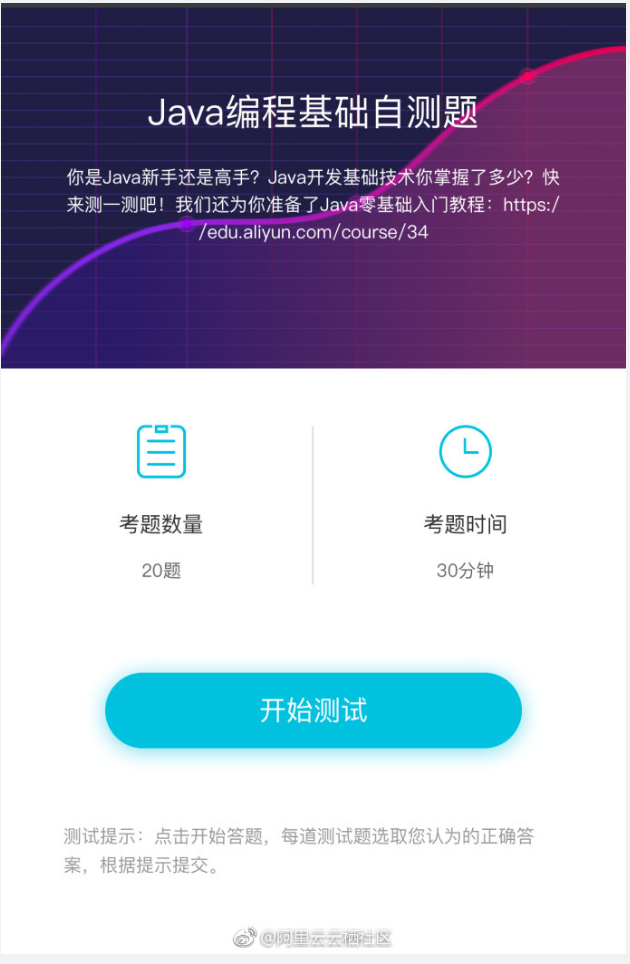 Java编程基础自测题
你是Java新手还是高手？Java开发基础技术你掌握了多少？快
来测一测吧！我们还为你准备了Java零基础入门教程：https:/
/edu.aliyun.com/course/34
考题数量
考题时间
20题
30分钟
开始测试
测试提示：点击开始答题，每道测试题选取您认为的正确答
案，根据提示提交。
@阿里云云栖社区